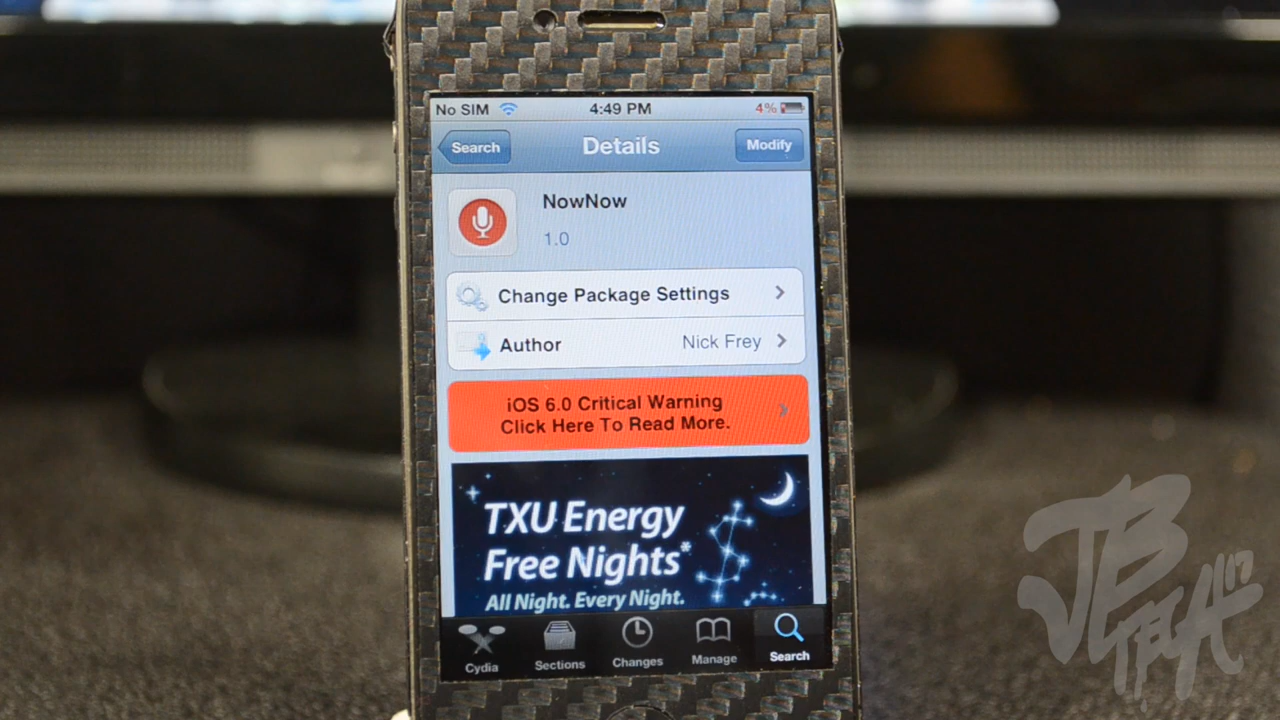 No SIM 4:49 PM 4%
Search Details Modify
NowNow
1.0
Change Package Settings
Author Nick Frey
iOS 6.0 Critical Warning
Click Here To Read More.
TXU Energy
Free Nights*
All Night. Every Night.
Cydia Sections Changes Manage Search
JB